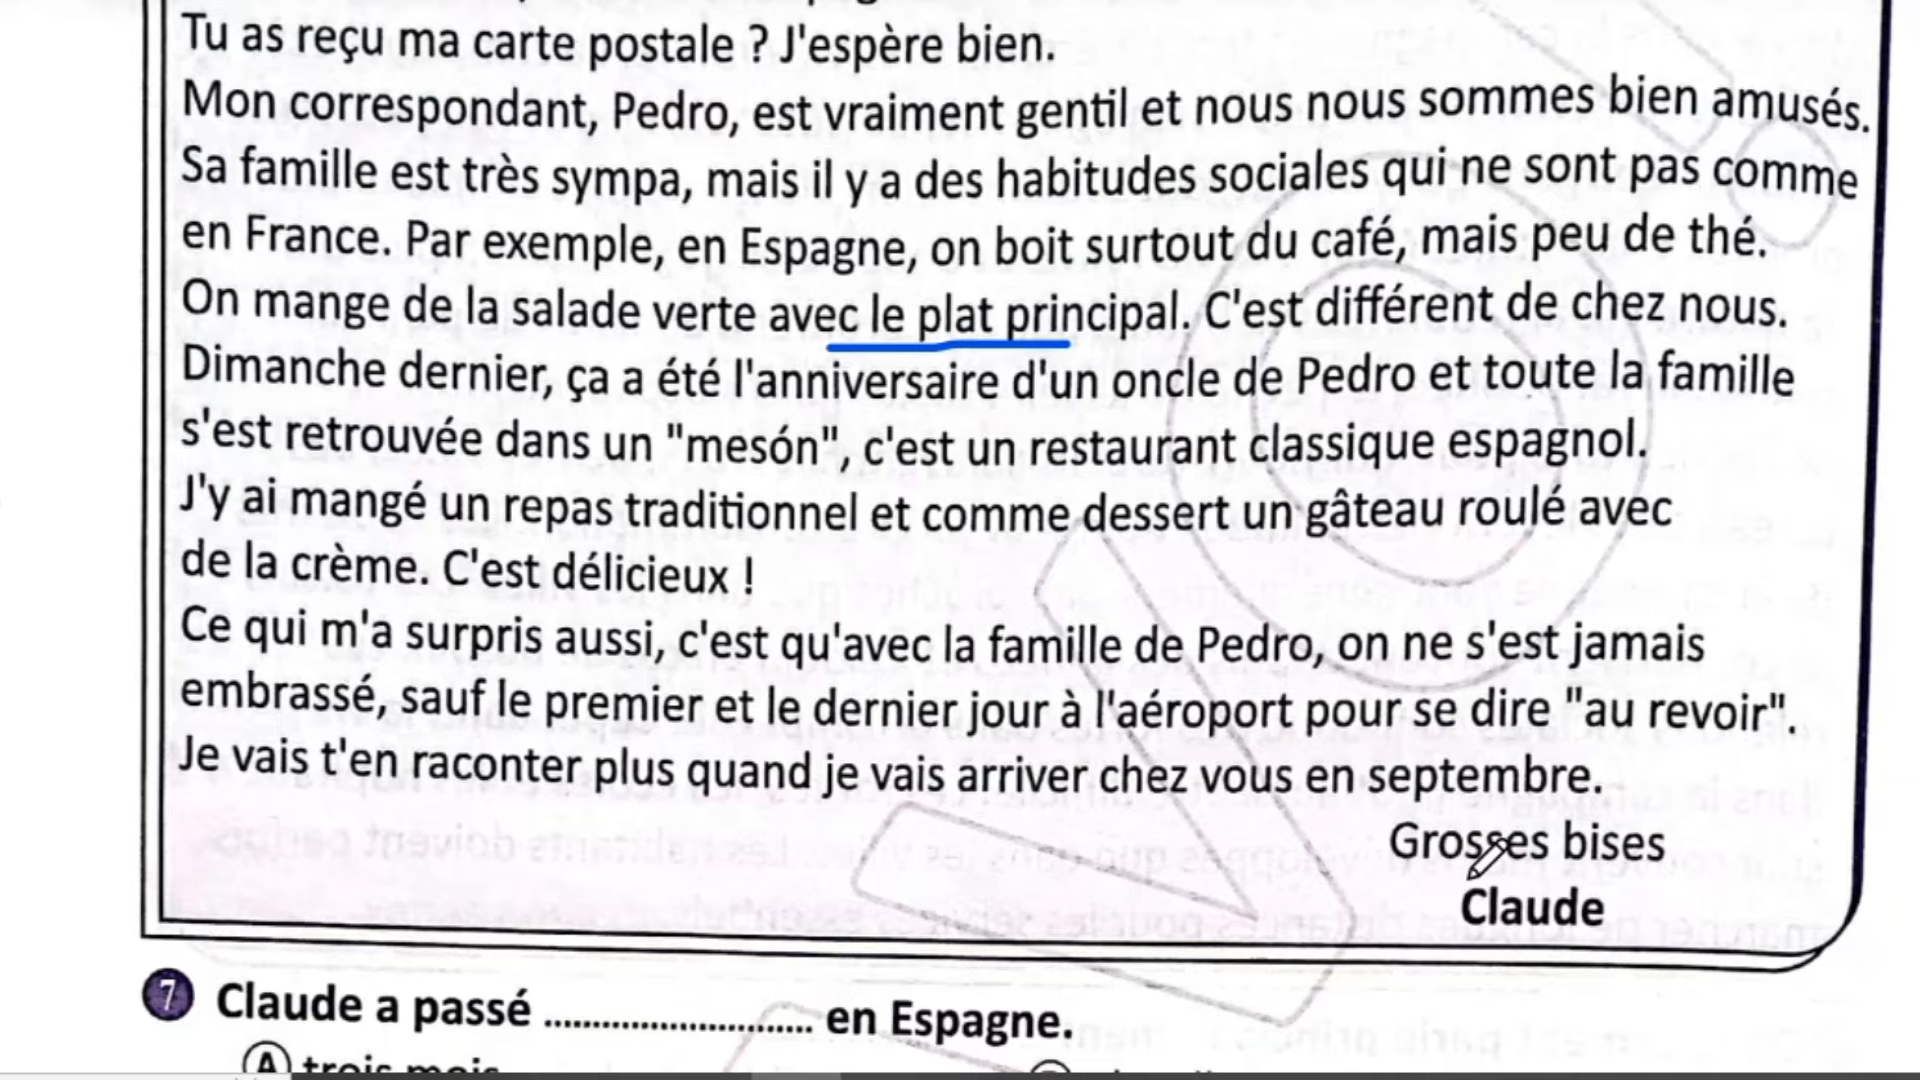 Tu as reçu ma carte postale ? J'espère bien.
Mon correspondant, Pedro, est vraiment gentil et nous nous sommes bien amusés.
Sa famille est très sympa, mais il y a des habitudes sociales qui ne sont pas comme
en France. Par exemple, en Espagne, on boit surtout du café, mais peu de thé.
On mange de la salade verte avec le plat principal. C'est différent de chez nous.
Dimanche dernier, ça a été l'anniversaire d'un oncle de Pedro et toute la famille
s'est retrouvée dans un "mesón", c'est un restaurant classique espagnol.
J'y ai mangé un repas traditionnel et comme dessert un gâteau roulé avec
de la crème. C'est délicieux !
Ce qui m'a surpris aussi, c'est qu'avec la famille de Pedro, on ne s'est jamais
embrassé, sauf le premier et le dernier jour à l'aéroport pour se dire "au revoir".
Je vais t'en raconter plus quand je vais arriver chez vous en septembre.
Grosses bises
Claude
7 Claude a passé ............................ en Espagne.
A trois mois